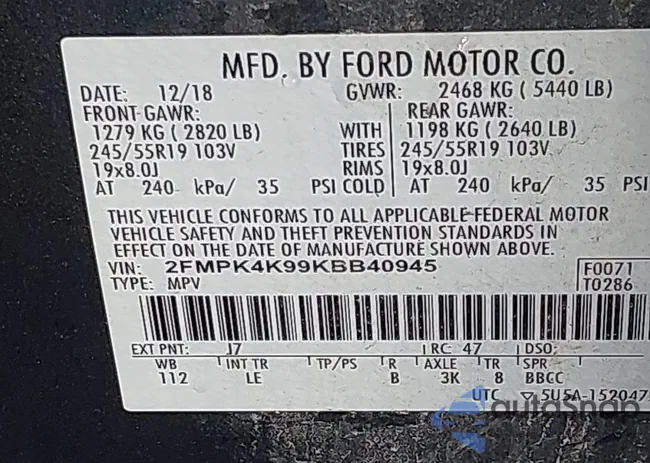 MFD. BY FORD MOTOR CO.
DATE: 12/18 GVWR: 2468 KG ( 5440 LB)
FRONT GAWR: REAR GAWR:
1279 KG ( 2820 LB) WITH 1198 KG ( 2640 LB)
245/55R19 103V TIRES 245/55R19 103V
19x8.0J RIMS 19x8.0J
AT 240 kPa/ 35 PSI COLD AT 240 kPa/ 35 PSI
THIS VEHICLE CONFORMS TO ALL APPLICABLE FEDERAL MOTOR
VEHICLE SAFETY AND THEFT PREVENTION STANDARDS IN
EFFECT ON THE DATE OF MANUFACTURE SHOWN ABOVE.
VIN: 2FMPK4K99KBB40945 F0071
TYPE: MPV T0286
EXT PNT: J7 RC: 47 DSO:
WB INT TR TP/PS R AXLE TR SPR
112 LE B 3K 8 BBCC
UTC ▽ 5U5A-152047
autoSnap